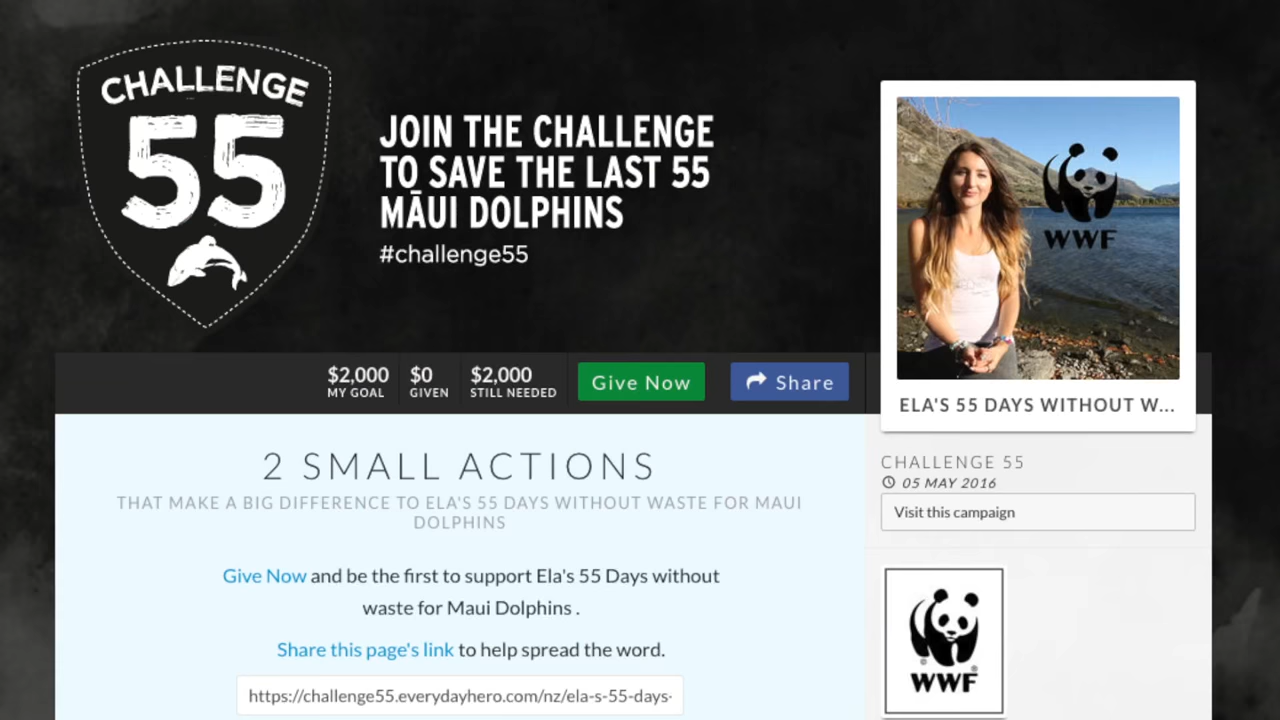 CHALLENGE
55
JOIN THE CHALLENGE
TO SAVE THE LAST 55
MĀUI DOLPHINS
#challenge55
WWF
ELA'S 55 DAYS WITHOUT W...
$2,000
MY GOAL
$0
GIVEN
$2,000
STILL NEEDED
Give Now
Share
2 SMALL ACTIONS
THAT MAKE A BIG DIFFERENCE TO ELA'S 55 DAYS WITHOUT WASTE FOR MAUI
DOLPHINS
Give Now and be the first to support Ela's 55 Days without
waste for Maui Dolphins .
Share this page's link to help spread the word.
https://challenge55.everydayhero.com/nz/ela-s-55-days-
CHALLENGE 55
05 MAY 2016
Visit this campaign
WWF